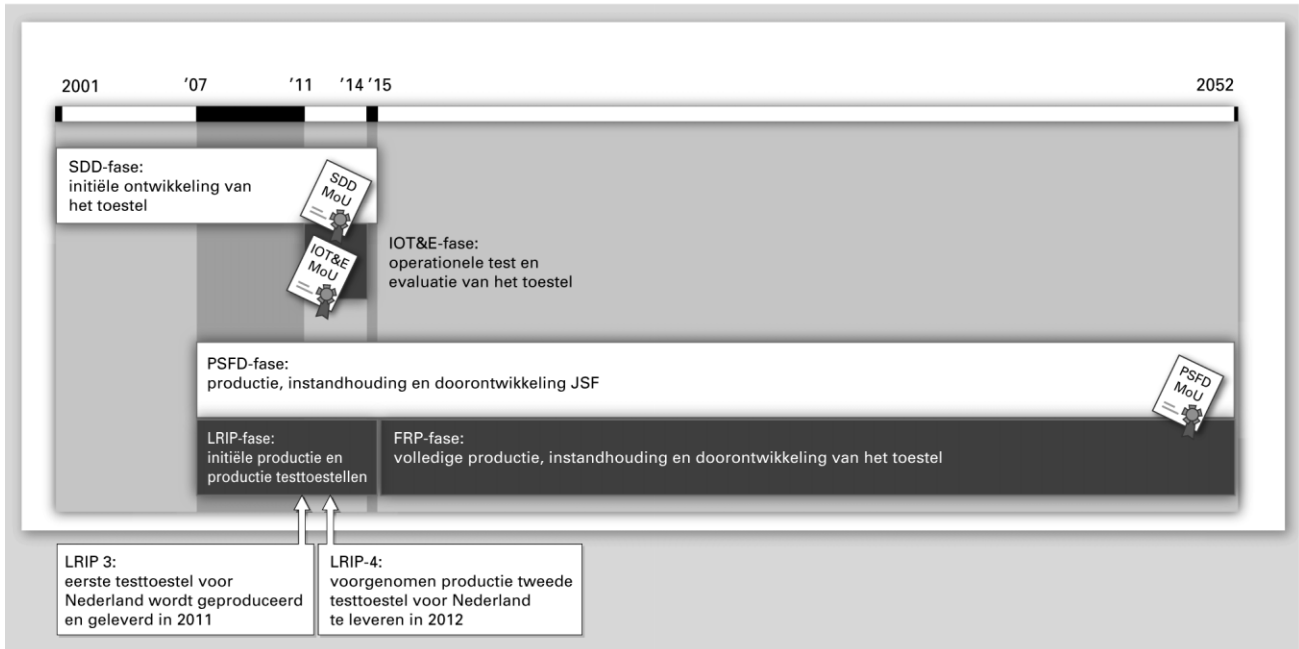 2001 '07 '11 '14 '15 2052
SDD-fase:
initiële ontwikkeling van
het toestel
SDD
MoU
IOT&E
MoU
IOT&E-fase:
operationele test en
evaluatie van het toestel
PSFD-fase:
productie, instandhouding en doorontwikkeling JSF
PSFD
MoU
LRIP-fase:
initiële productie en
productie testtoestellen
FRP-fase:
volledige productie, instandhouding en doorontwikkeling van het toestel
LRIP 3:
eerste testtoestel voor
Nederland wordt geproduceerd
en geleverd in 2011
LRIP-4:
voorgenomen productie tweede
testtoestel voor Nederland
te leveren in 2012